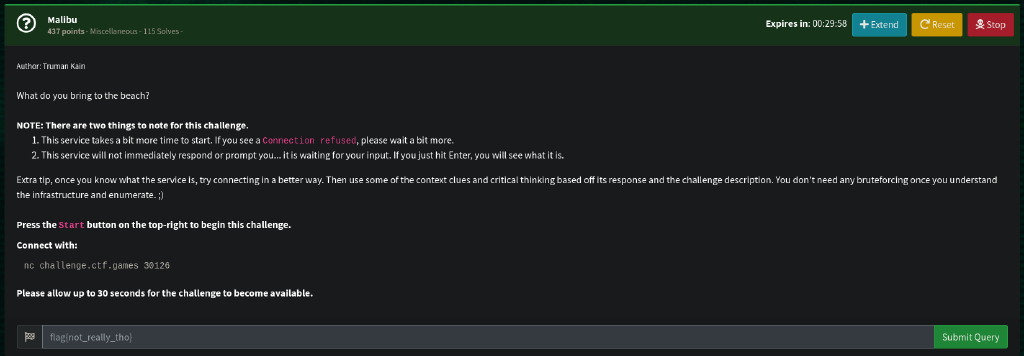 Malibu
437 points - Miscellaneous - 115 Solves -
Expires in: 00:29:58
Extend
Reset
Stop
Author: Truman Kain
What do you bring to the beach?
NOTE: There are two things to note for this challenge.
1. This service takes a bit more time to start. If you see a Connection refused, please wait a bit more.
2. This service will not immediately respond or prompt you... it is waiting for your input. If you just hit Enter, you will see what it is.
Extra tip, once you know what the service is, try connecting in a better way. Then use some of the context clues and critical thinking based off its response and the challenge description. You don't need any bruteforcing once you understand
the infrastructure and enumerate. ;)
Press the Start button on the top-right to begin this challenge.
Connect with:
nc challenge.ctf.games 30126
Please allow up to 30 seconds for the challenge to become available.
flag{not_really_tho}
Submit Query